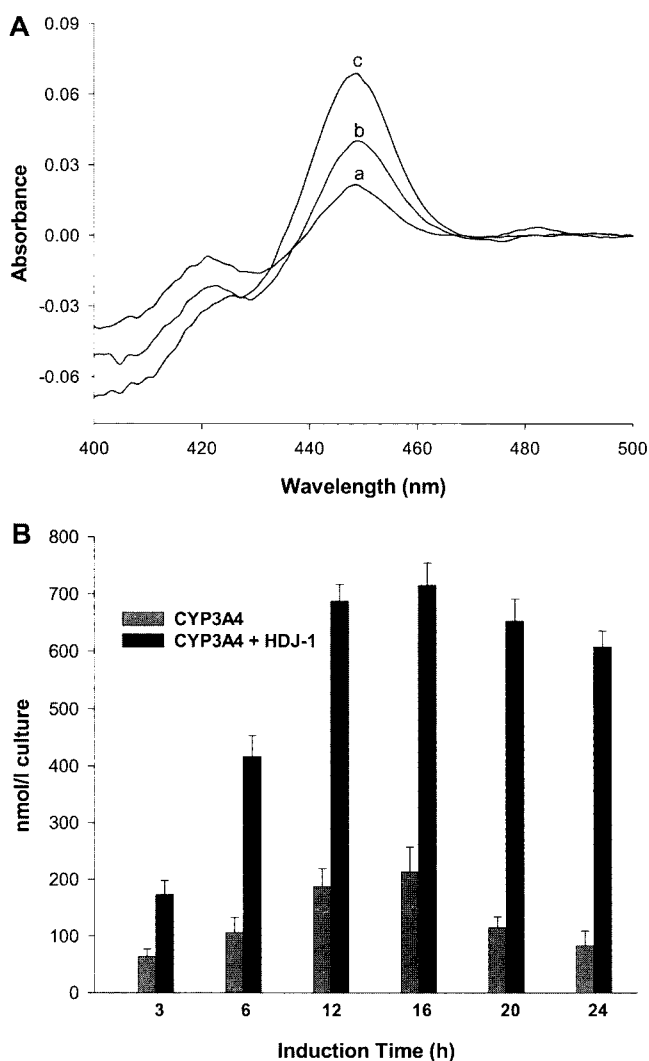 A
0.09
0.06
0.03
0.00
-0.03
-0.06
Absorbance
c
b
a
400 420 440 460 480 500
Wavelength (nm)
B
800
700
600
500
400
300
200
100
0
nmol/l culture
CYP3A4
CYP3A4 + HDJ-1
3 6 12 16 20 24
Induction Time (h)